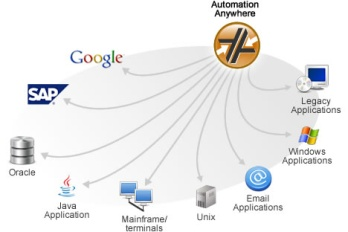 Automation
Anywhere
Google
SAP
Legacy
Applications
Windows
Applications
Oracle
Java
Application
Mainframe/
terminals
Unix
Email
Applications